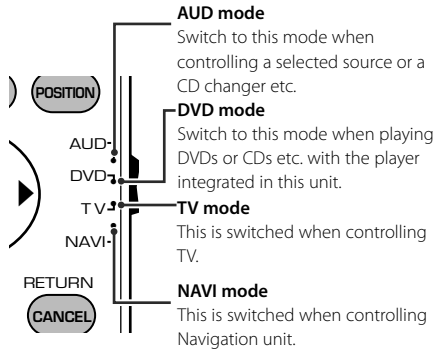 AUD mode
Switch to this mode when
controlling a selected source or a
CD changer etc.
DVD mode
Switch to this mode when playing
DVDs or CDs etc. with the player
integrated in this unit.
TV mode
This is switched when controlling
TV.
NAVI mode
This is switched when controlling
Navigation unit.
POSITION
AUD
DVD
TV
NAVI
RETURN
CANCEL